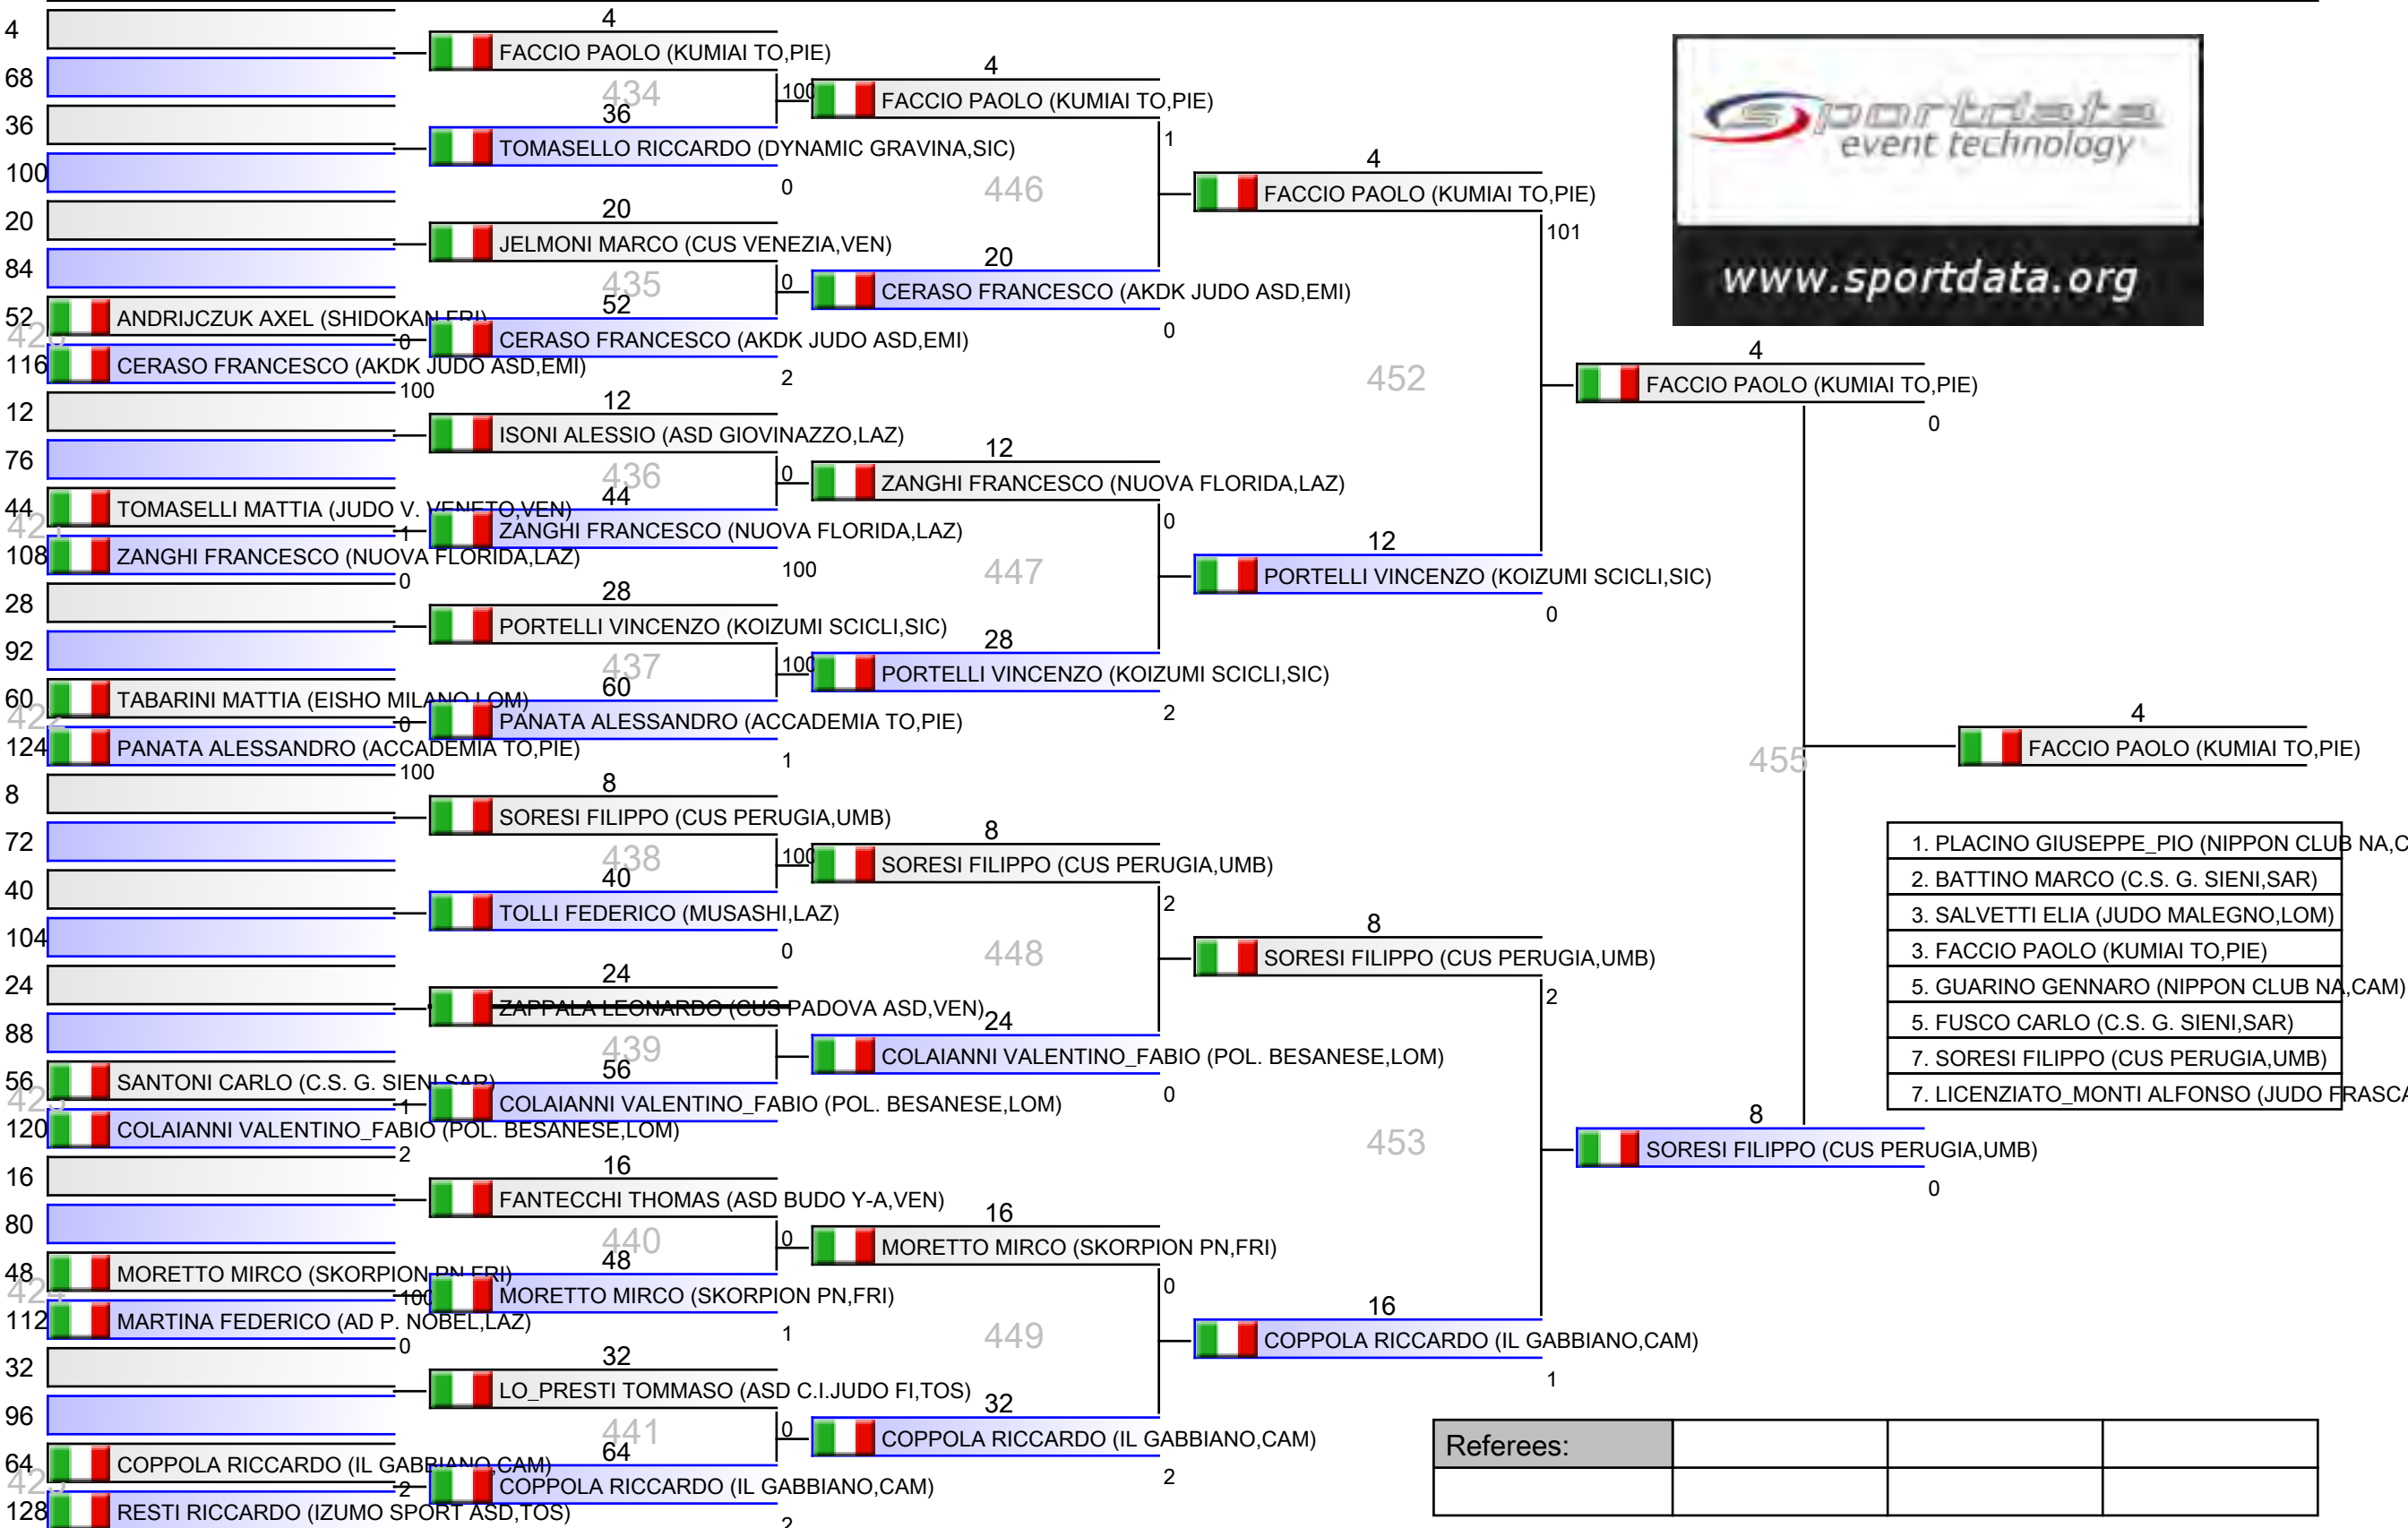 4
68
36
100
20
84
52
ANDRIJCZUK AXEL (SHIDOKAN,FRI)
0
116
CERASO FRANCESCO (AKDK JUDO ASD,EMI)
100
12
76
44
TOMASELLI MATTIA (JUDO V. VENETO,VEN)
1
108
ZANGHI FRANCESCO (NUOVA FLORIDA,LAZ)
0
28
92
60
TABARINI MATTIA (EISHO MILANO,LOM)
0
124
PANATA ALESSANDRO (ACCADEMIA TO,PIE)
100
8
72
40
104
24
88
56
SANTONI CARLO (C.S. G. SIENI,SAR)
1
120
COLAIANNI VALENTINO_FABIO (POL. BESANESE,LOM)
2
16
80
48
MORETTO MIRCO (SKORPION PN,FRI)
424
100
112
MARTINA FEDERICO (AD P. NOBEL,LAZ)
0
32
96
64
COPPOLA RICCARDO (IL GABBIANO,CAM)
2
128
RESTI RICCARDO (IZUMO SPORT ASD,TOS)
4
FACCIO PAOLO (KUMIAI TO,PIE)
434
100
36
TOMASELLO RICCARDO (DYNAMIC GRAVINA,SIC)
0
20
JELMONI MARCO (CUS VENEZIA,VEN)
435
0
52
CERASO FRANCESCO (AKDK JUDO ASD,EMI)
2
12
ISONI ALESSIO (ASD GIOVINAZZO,LAZ)
436
0
44
ZANGHI FRANCESCO (NUOVA FLORIDA,LAZ)
100
28
PORTELLI VINCENZO (KOIZUMI SCICLI,SIC)
437
100
60
PANATA ALESSANDRO (ACCADEMIA TO,PIE)
1
8
SORESI FILIPPO (CUS PERUGIA,UMB)
438
100
40
TOLLI FEDERICO (MUSASHI,LAZ)
0
24
ZAPPALA LEONARDO (CUS PADOVA ASD,VEN)
439
56
COLAIANNI VALENTINO_FABIO (POL. BESANESE,LOM)
16
FANTECCHI THOMAS (ASD BUDO Y-A,VEN)
440
0
48
MORETTO MIRCO (SKORPION PN,FRI)
1
32
LO_PRESTI TOMMASO (ASD C.I.JUDO FI,TOS)
441
0
64
COPPOLA RICCARDO (IL GABBIANO,CAM)
2
4
FACCIO PAOLO (KUMIAI TO,PIE)
1
446
20
CERASO FRANCESCO (AKDK JUDO ASD,EMI)
0
12
ZANGHI FRANCESCO (NUOVA FLORIDA,LAZ)
0
447
28
PORTELLI VINCENZO (KOIZUMI SCICLI,SIC)
2
8
SORESI FILIPPO (CUS PERUGIA,UMB)
2
448
24
COLAIANNI VALENTINO_FABIO (POL. BESANESE,LOM)
0
16
MORETTO MIRCO (SKORPION PN,FRI)
0
449
32
COPPOLA RICCARDO (IL GABBIANO,CAM)
2
4
FACCIO PAOLO (KUMIAI TO,PIE)
101
452
12
PORTELLI VINCENZO (KOIZUMI SCICLI,SIC)
0
8
SORESI FILIPPO (CUS PERUGIA,UMB)
2
453
16
COPPOLA RICCARDO (IL GABBIANO,CAM)
1
sportdata
event technology
www.sportdata.org
4
FACCIO PAOLO (KUMIAI TO,PIE)
0
455
8
SORESI FILIPPO (CUS PERUGIA,UMB)
0
4
FACCIO PAOLO (KUMIAI TO,PIE)
1. PLACINO GIUSEPPE_PIO (NIPPON CLUB NA,C
2. BATTINO MARCO (C.S. G. SIENI,SAR)
3. SALVETTI ELIA (JUDO MALEGNO,LOM)
3. FACCIO PAOLO (KUMIAI TO,PIE)
5. GUARINO GENNARO (NIPPON CLUB NA,CAM)
5. FUSCO CARLO (C.S. G. SIENI,SAR)
7. SORESI FILIPPO (CUS PERUGIA,UMB)
7. LICENZIATO_MONTI ALFONSO (JUDO FRASCA
Referees: